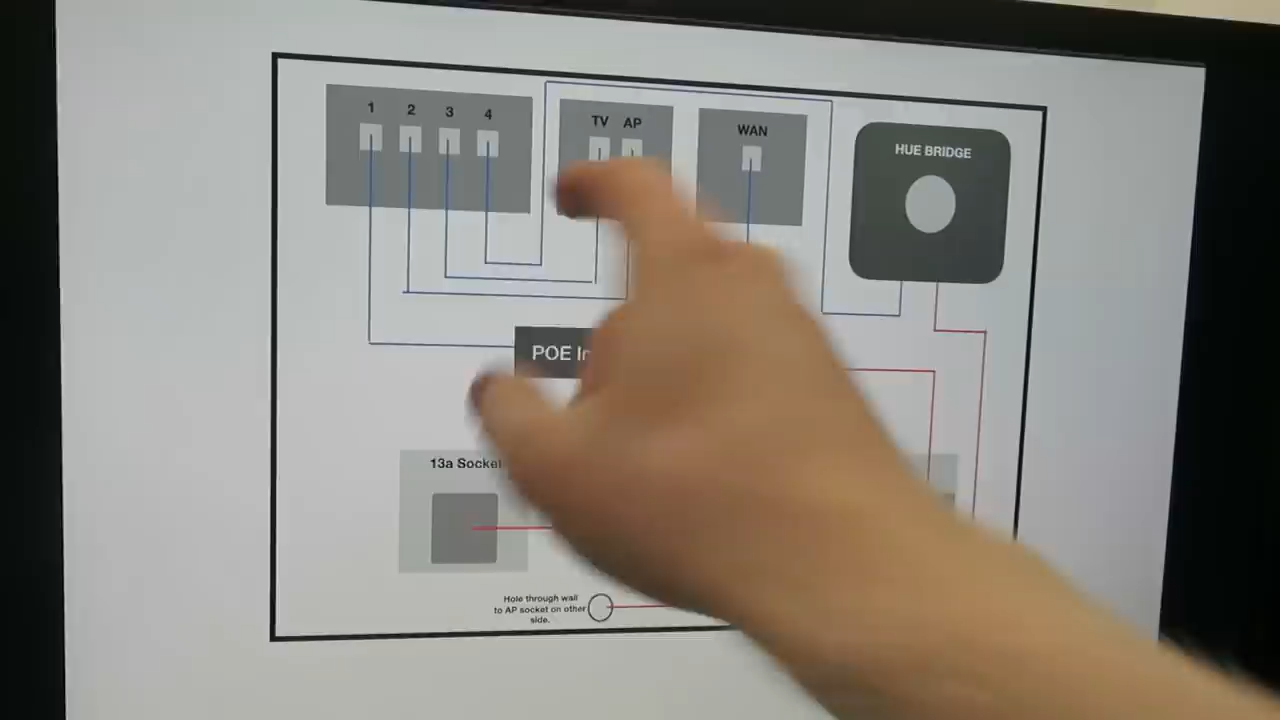 1 2 3 4
TV AP
WAN
HUE BRIDGE
POE
13a Socket
Hole through wall
to AP socket on other
side.